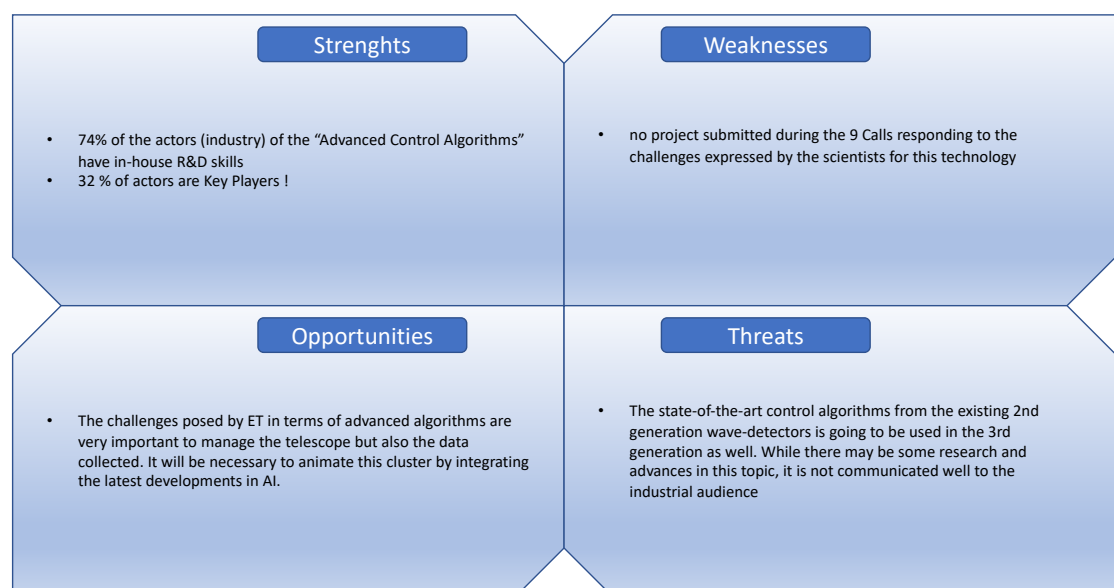 Strenghts
• 74% of the actors (industry) of the “Advanced Control Algorithms”
have in-house R&D skills
• 32 % of actors are Key Players !
Weaknesses
• no project submitted during the 9 Calls responding to the
challenges expressed by the scientists for this technology
Opportunities
• The challenges posed by ET in terms of advanced algorithms are
very important to manage the telescope but also the data
collected. It will be necessary to animate this cluster by integrating
the latest developments in AI.
Threats
• The state-of-the-art control algorithms from the existing 2nd
generation wave-detectors is going to be used in the 3rd
generation as well. While there may be some research and
advances in this topic, it is not communicated well to the
industrial audience